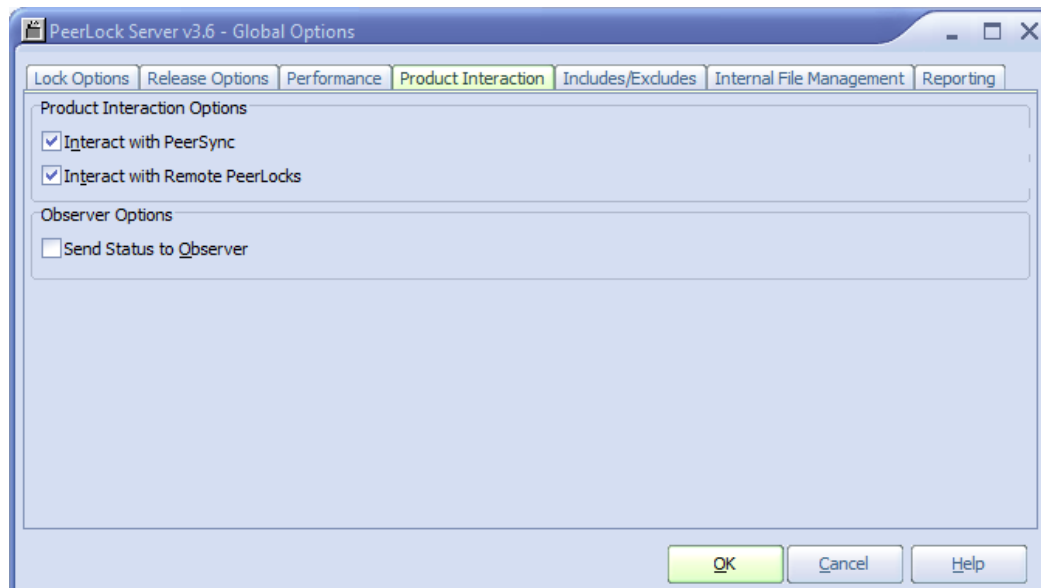 PeerLock Server v3.6 - Global Options
Lock Options Release Options Performance Product Interaction Includes/Excludes Internal File Management Reporting
Product Interaction Options
Interact with PeerSync
Interact with Remote PeerLocks
Observer Options
Send Status to Observer
OK Cancel Help